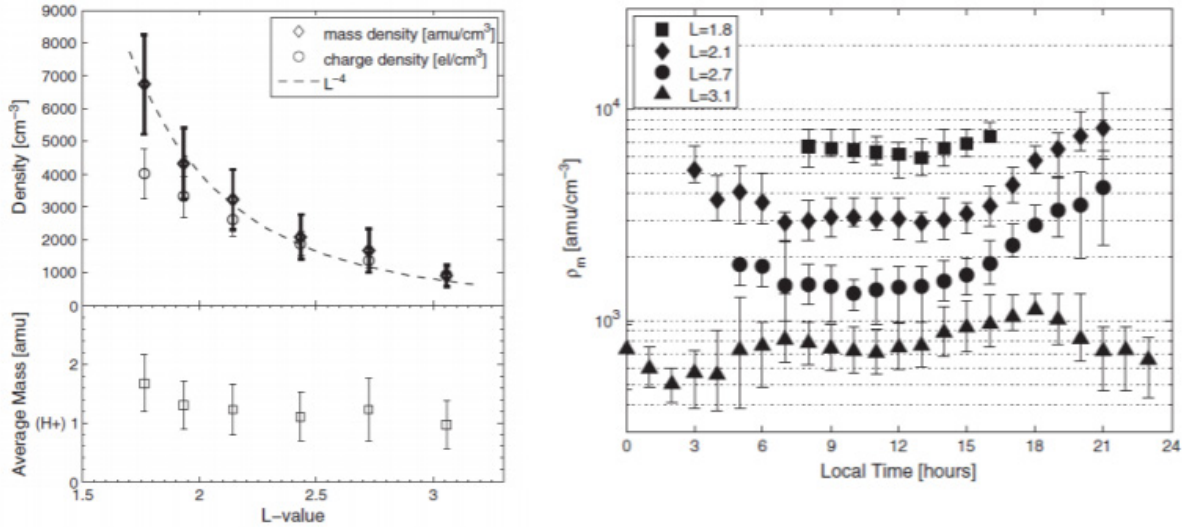 9000
8000
7000
6000
5000
4000
3000
2000
1000
0
Density [cm⁻³]
mass density [amu/cm³]
charge density [el/cm³]
L⁻⁴
2
(H+) 1
0
Average Mass [amu]
1.5 2 2.5 3
L−value
L=1.8
L=2.1
L=2.7
L=3.1
10⁴
10³
ρₘ [amu/cm⁻³]
0 3 6 9 12 15 18 21 24
Local Time [hours]